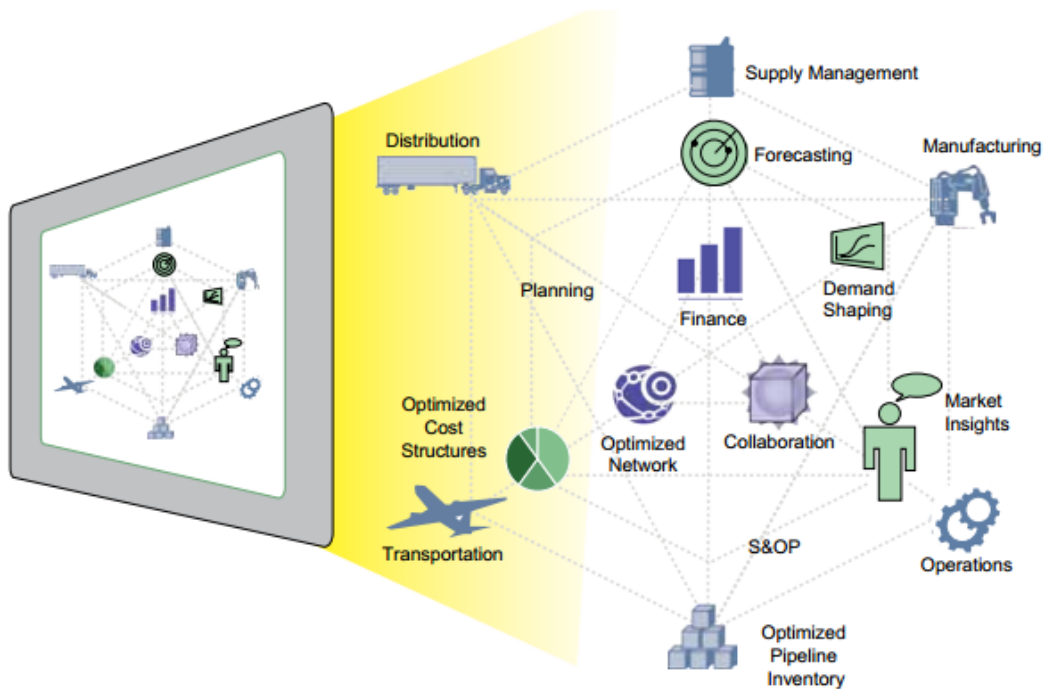 Supply Management
Distribution
Forecasting
Manufacturing
Planning
Finance
Demand
Shaping
Optimized
Cost
Structures
Optimized
Network
Collaboration
Market
Insights
Transportation
S&OP
Operations
Optimized
Pipeline
Inventory